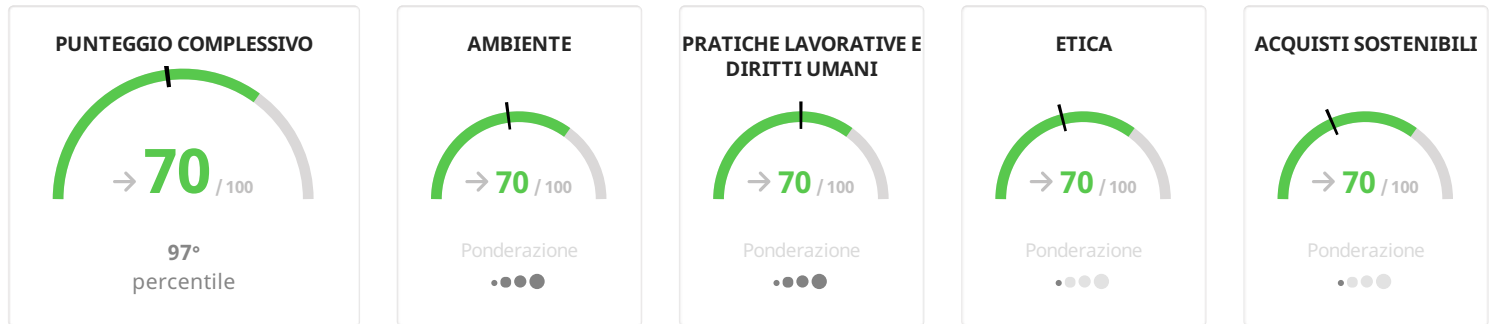 PUNTEGGIO COMPLESSIVO
70 / 100
97°
percentile
AMBIENTE
70 / 100
Ponderazione
PRATICHE LAVORATIVE E
DIRITTI UMANI
70 / 100
Ponderazione
ETICA
70 / 100
Ponderazione
ACQUISTI SOSTENIBILI
70 / 100
Ponderazione